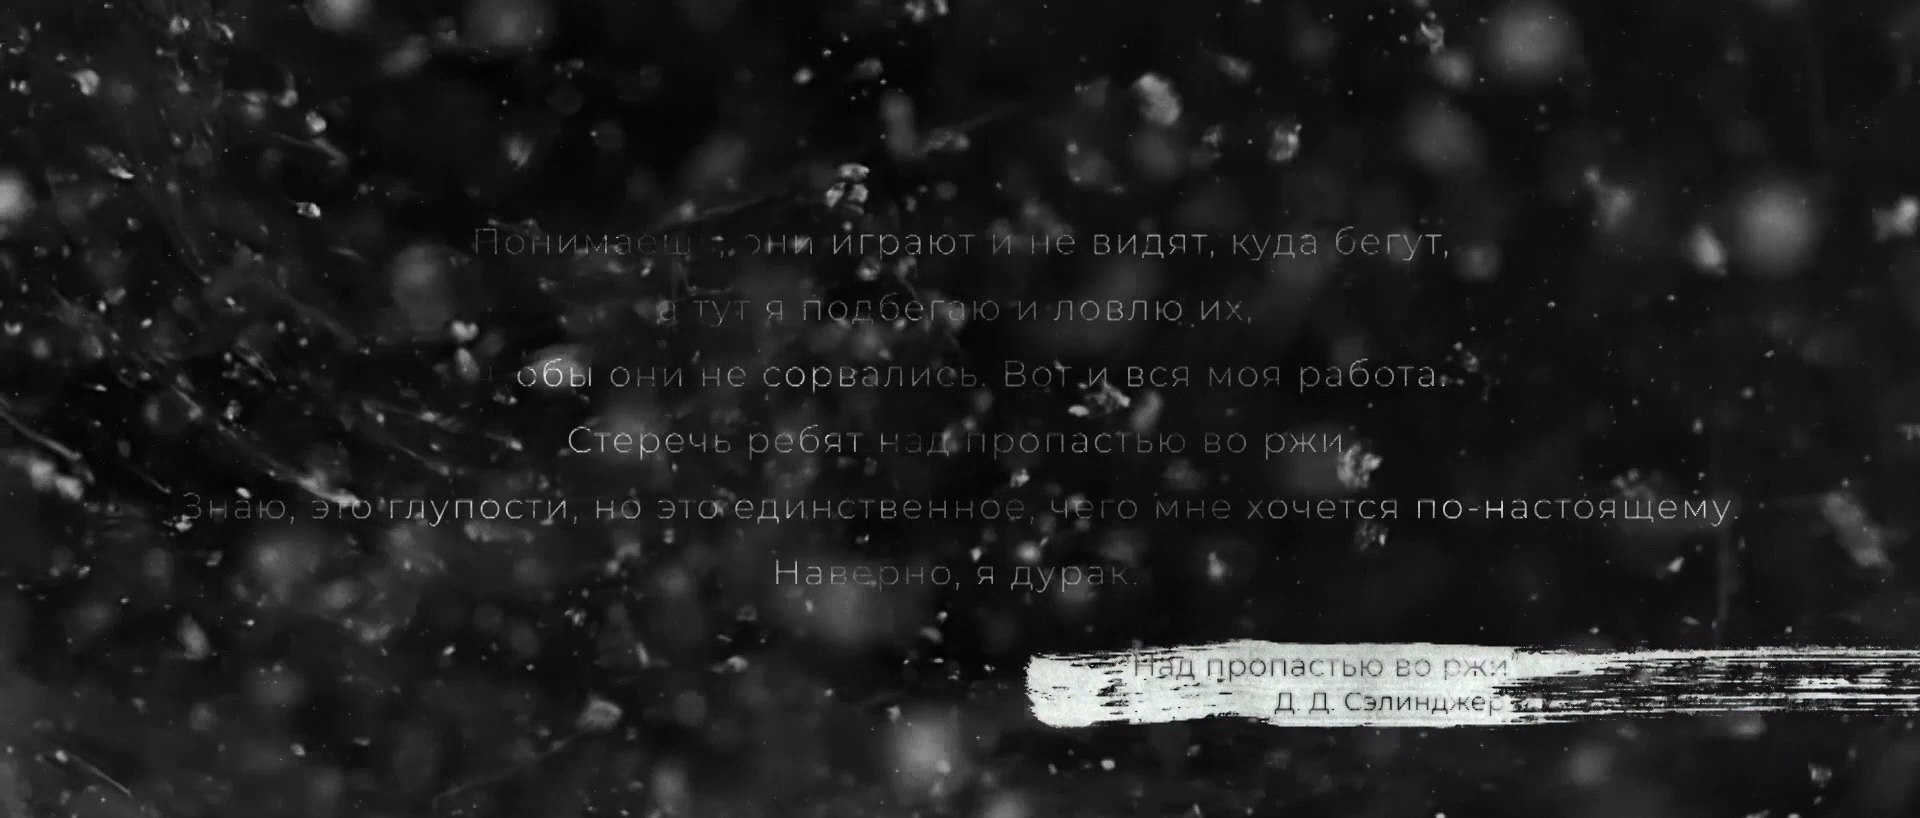 Понимаешь, они играют и не видят, куда бегут,
а тут я подбегаю и ловлю их,
обы они не сорвались. Вот и вся моя работа.
Стеречь ребят над пропастью во ржи.
Знаю, это глупости, но это единственное, чего мне хочется по-настоящему.
Наверно, я дурак.
"Над пропастью во ржи"
Д. Д. Сэлинджер